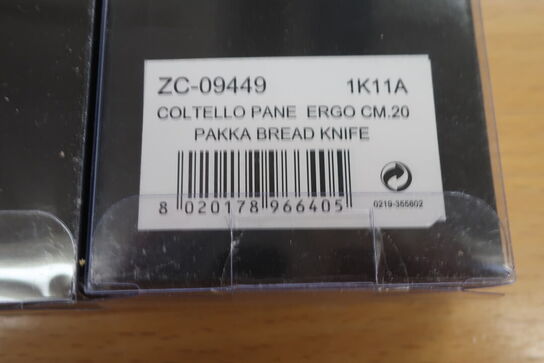 ZC-09449 1K11A
COLTELLO PANE ERGO CM.20
PAKKA BREAD KNIFE
8 020178 966405
0219-355602